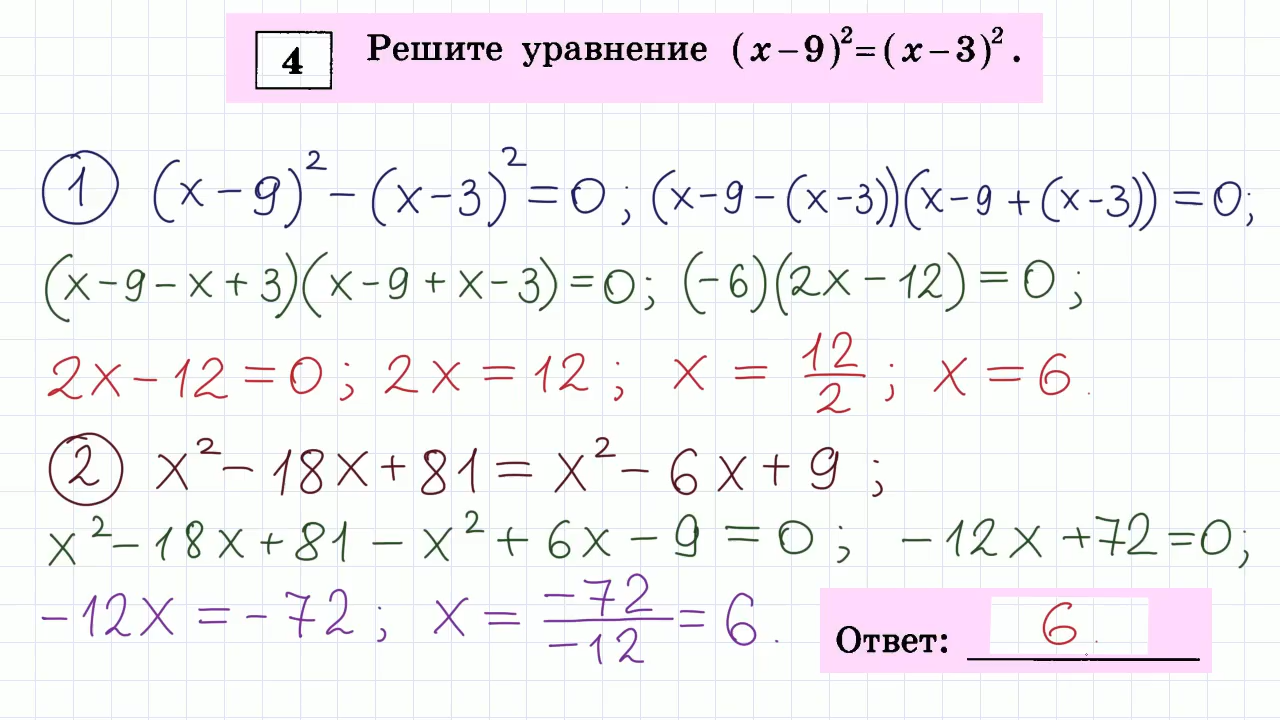 4 Решите уравнение (x−9)²=(x−3)².
① (x−9)²−(x−3)²=0; (x−9−(x−3))(x−9+(x−3))=0;
(x−9−x+3)(x−9+x−3)=0; (−6)(2x−12)=0;
2x−12=0; 2x=12; x=12/2; x=6.
② x²−18x+81=x²−6x+9;
x²−18x+81−x²+6x−9=0; −12x+72=0;
−12x=−72; x=−72/−12=6.
Ответ: 6.